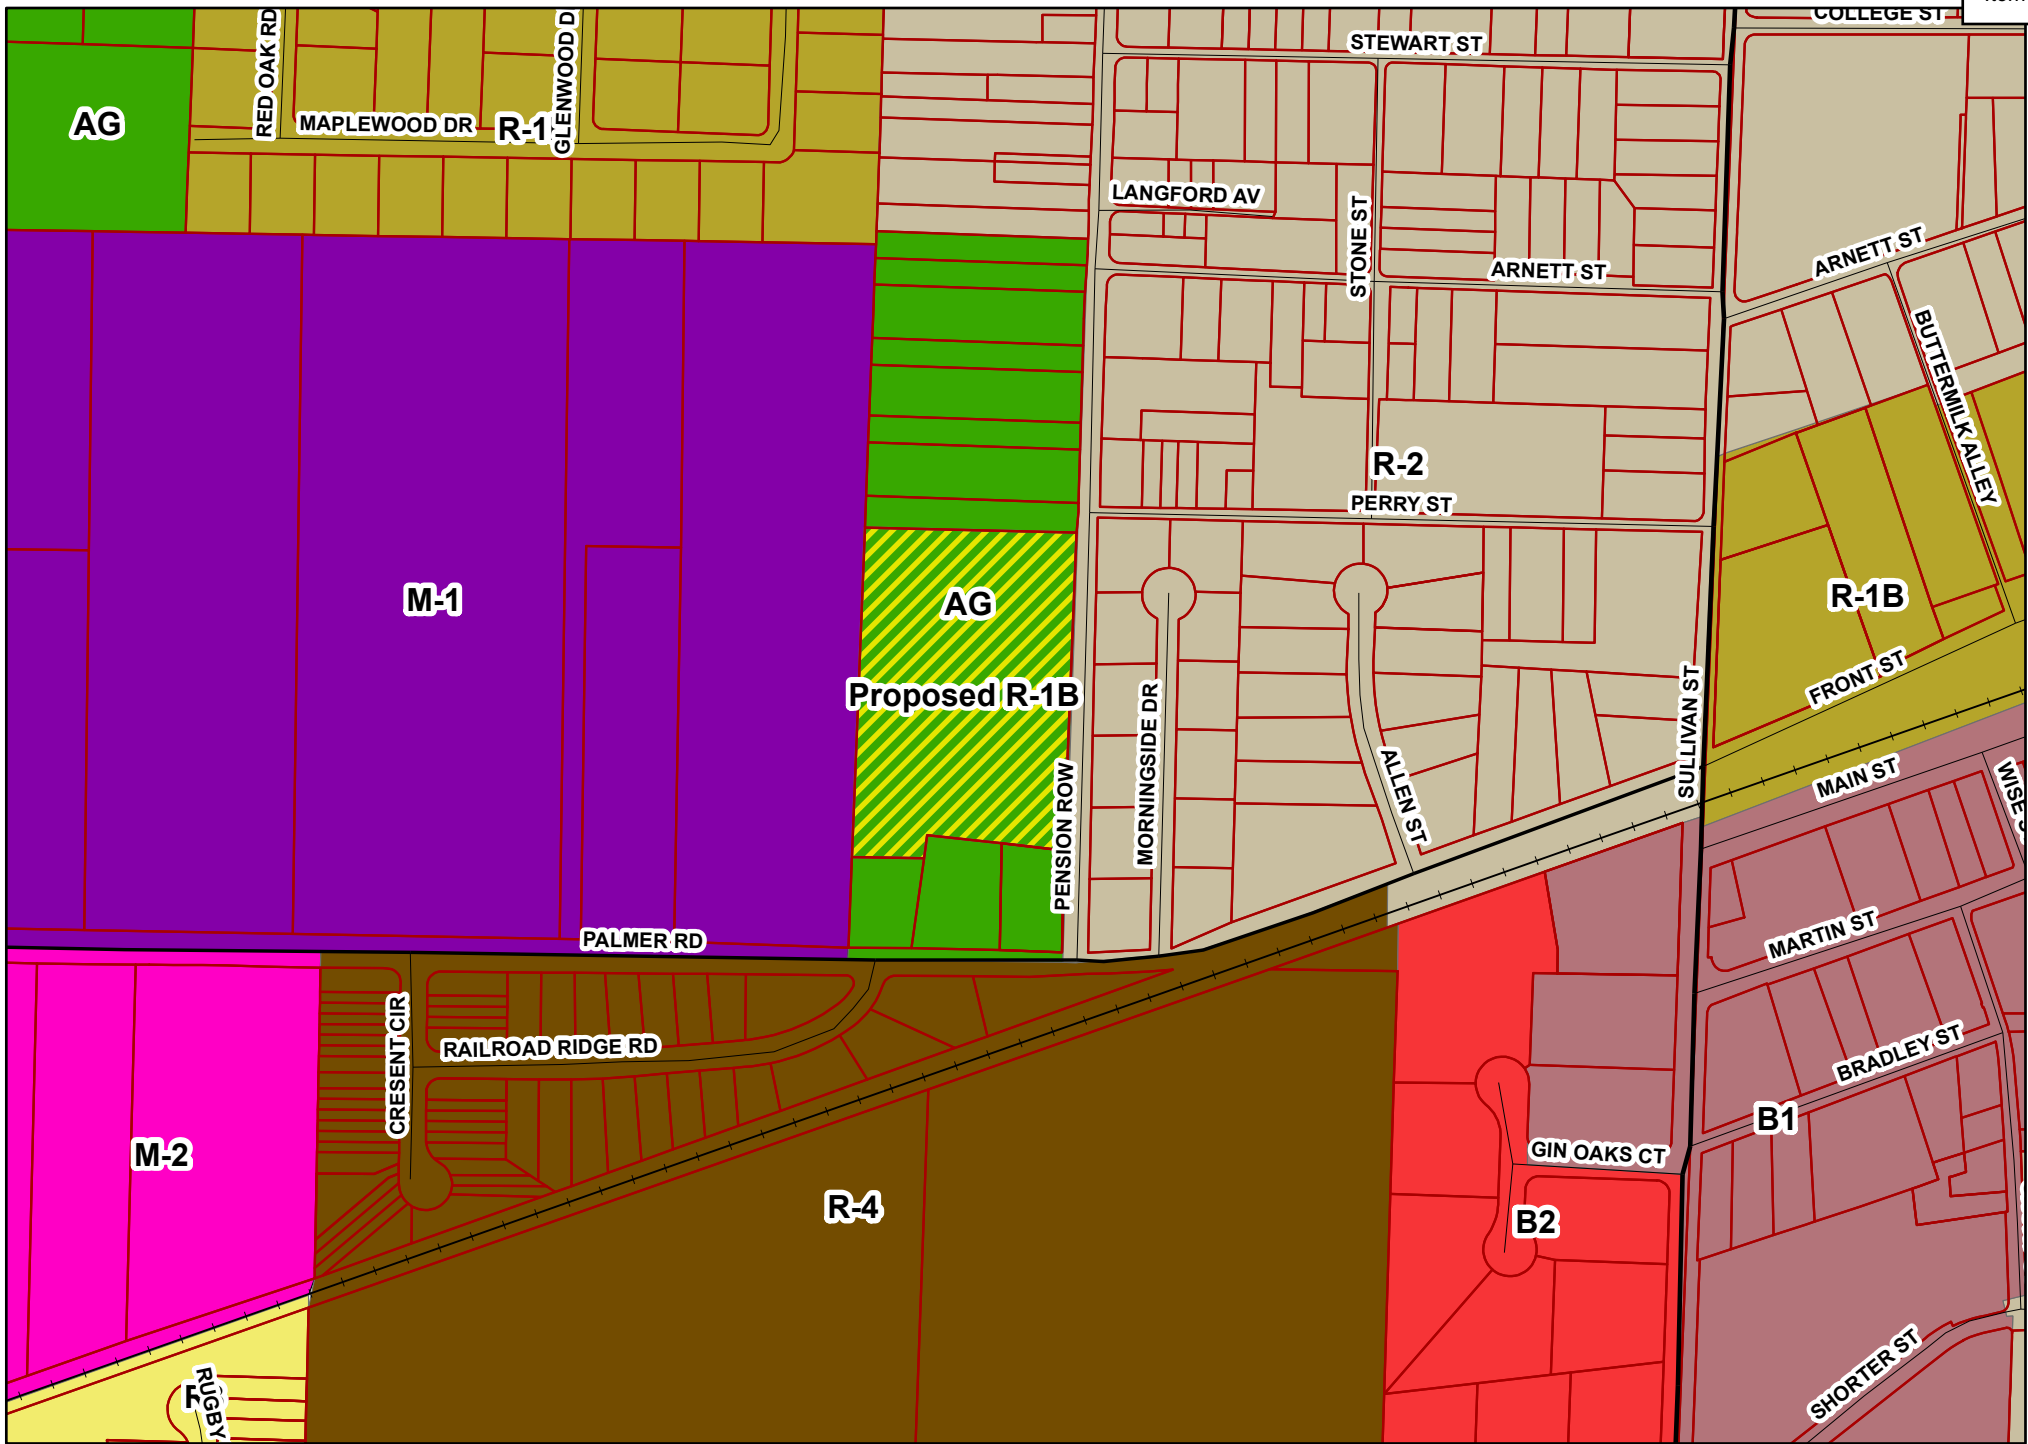 COLLEGE ST
STEWART ST
RED OAK RD
GLENWOOD D
AG
MAPLEWOOD DR
R-1
LANGFORD AV
STONE ST
ARNETT ST
ARNETT ST
BUTTERMILK ALLEY
R-2
PERRY ST
M-1
AG
R-1B
Proposed R-1B
FRONT ST
SULLIVAN ST
MORNINGSIDE DR
PENSION ROW
ALLEN ST
MAIN ST
WISE
PALMER RD
MARTIN ST
CRESENT CIR
RAILROAD RIDGE RD
BRADLEY ST
B1
M-2
GIN OAKS CT
R-4
B2
RUGBY
SHORTER ST